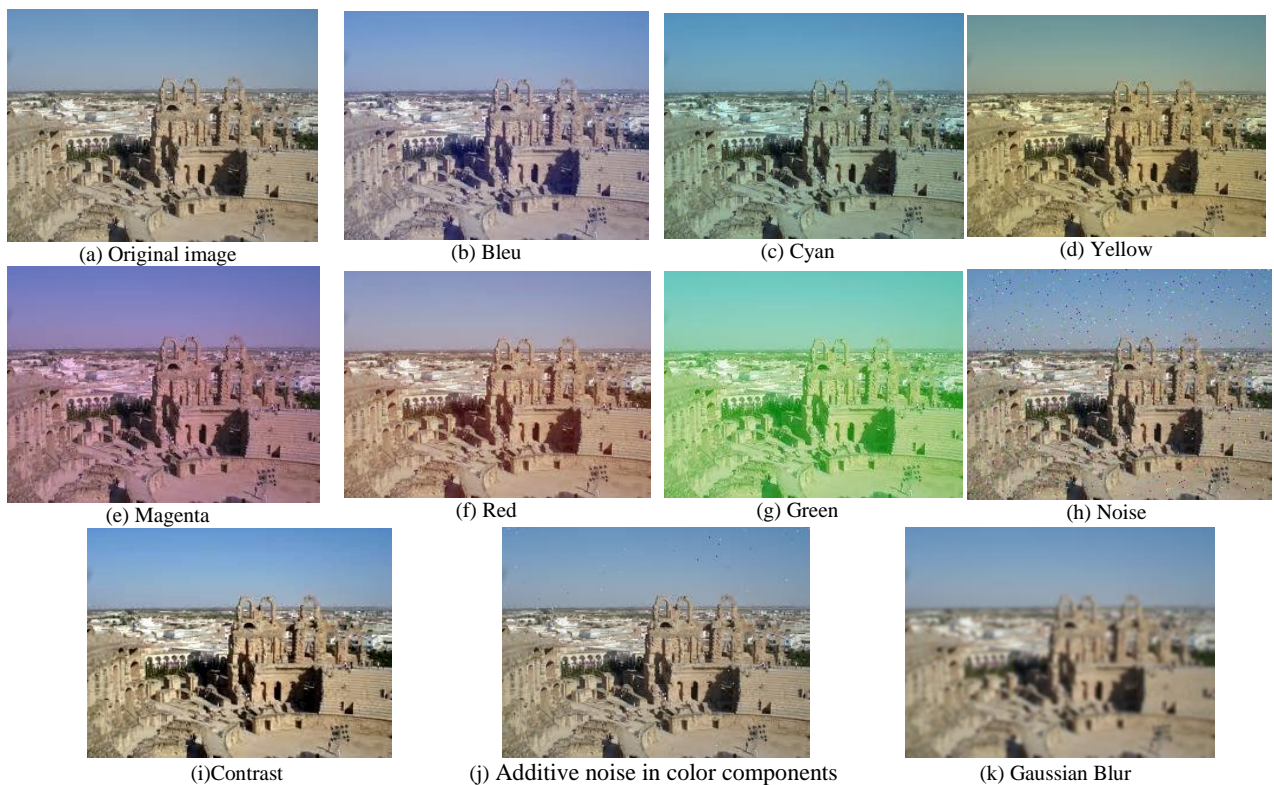 (a) Original image
(b) Bleu
(c) Cyan
(d) Yellow
(e) Magenta
(f) Red
(g) Green
(h) Noise
(i)Contrast
(j) Additive noise in color components
(k) Gaussian Blur